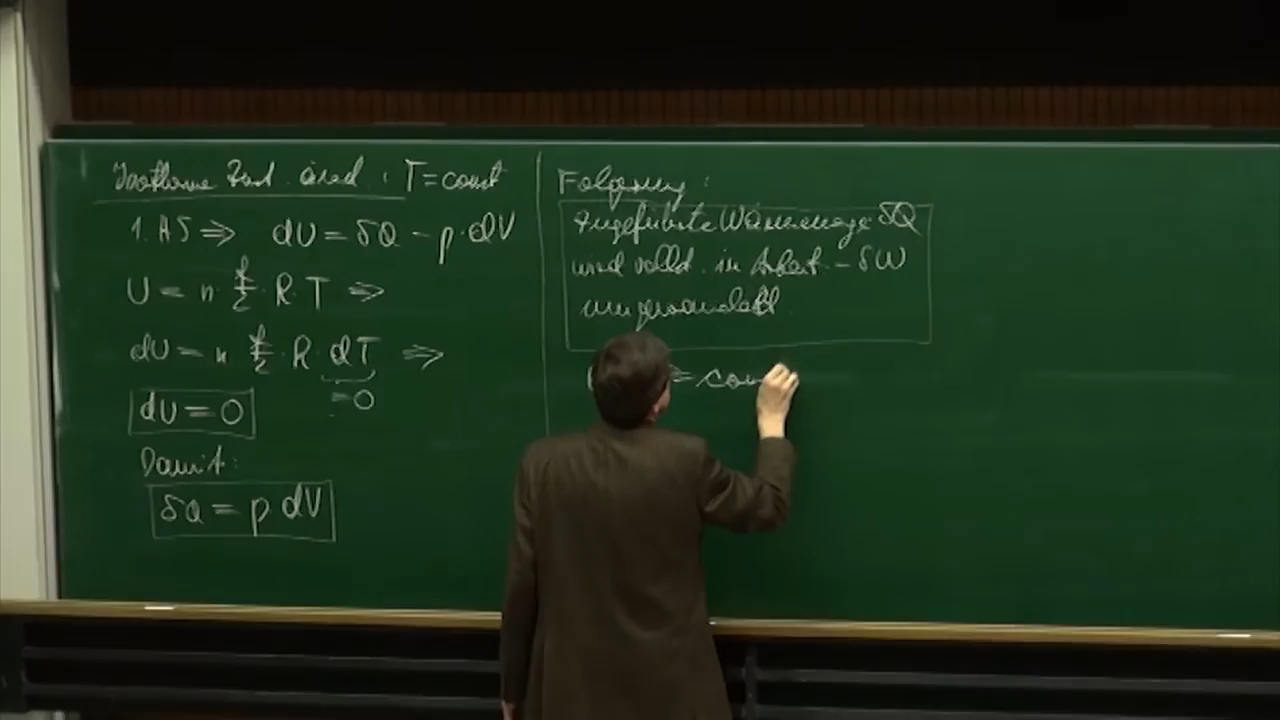 Isotherme Zust. änd. : T = const
1. HS ⇒ dU = δQ - p · dV
U = n · f/2 · R · T ⇒
dU = n f/2 · R dT ⇒
= 0
dU = 0
Damit:
δQ = p dV
Folgerung:
Zugeführte Wärmemenge δQ
wird vollst. in Arbeit - δW
umgewandelt.
= con